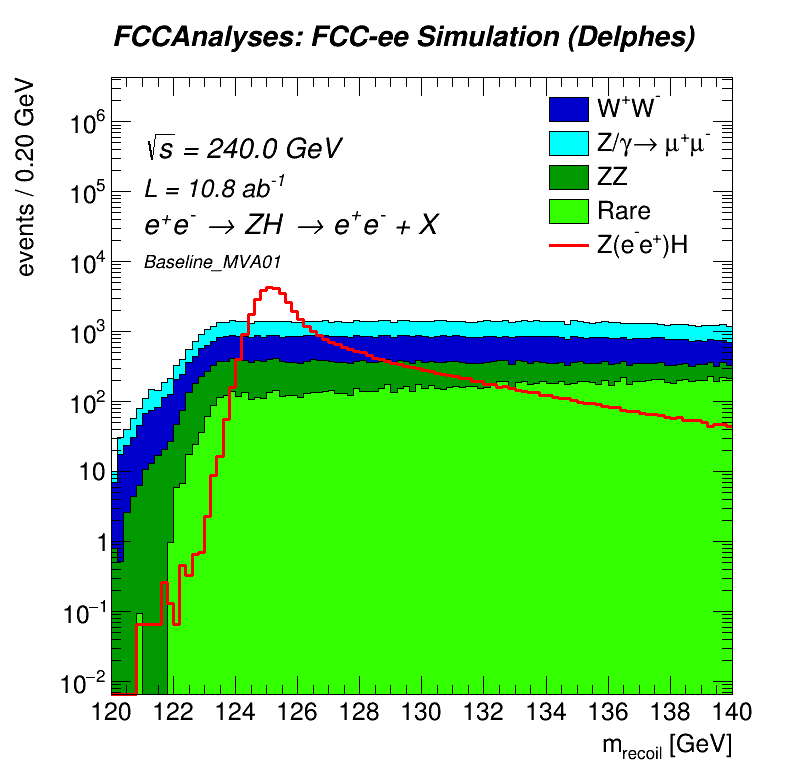 FCCAnalyses: FCC-ee Simulation (Delphes)
events / 0.20 GeV
√s = 240.0 GeV
L = 10.8 ab⁻¹
e⁺e⁻ → ZH → e⁺e⁻ + X
Baseline_MVA01
W⁺W⁻
Z/γ→ μ⁺μ⁻
ZZ
Rare
Z(e⁻e⁺)H
10⁶
10⁵
10⁴
10³
10²
10
1
10⁻¹
10⁻²
120 122 124 126 128 130 132 134 136 138 140
m_recoil [GeV]